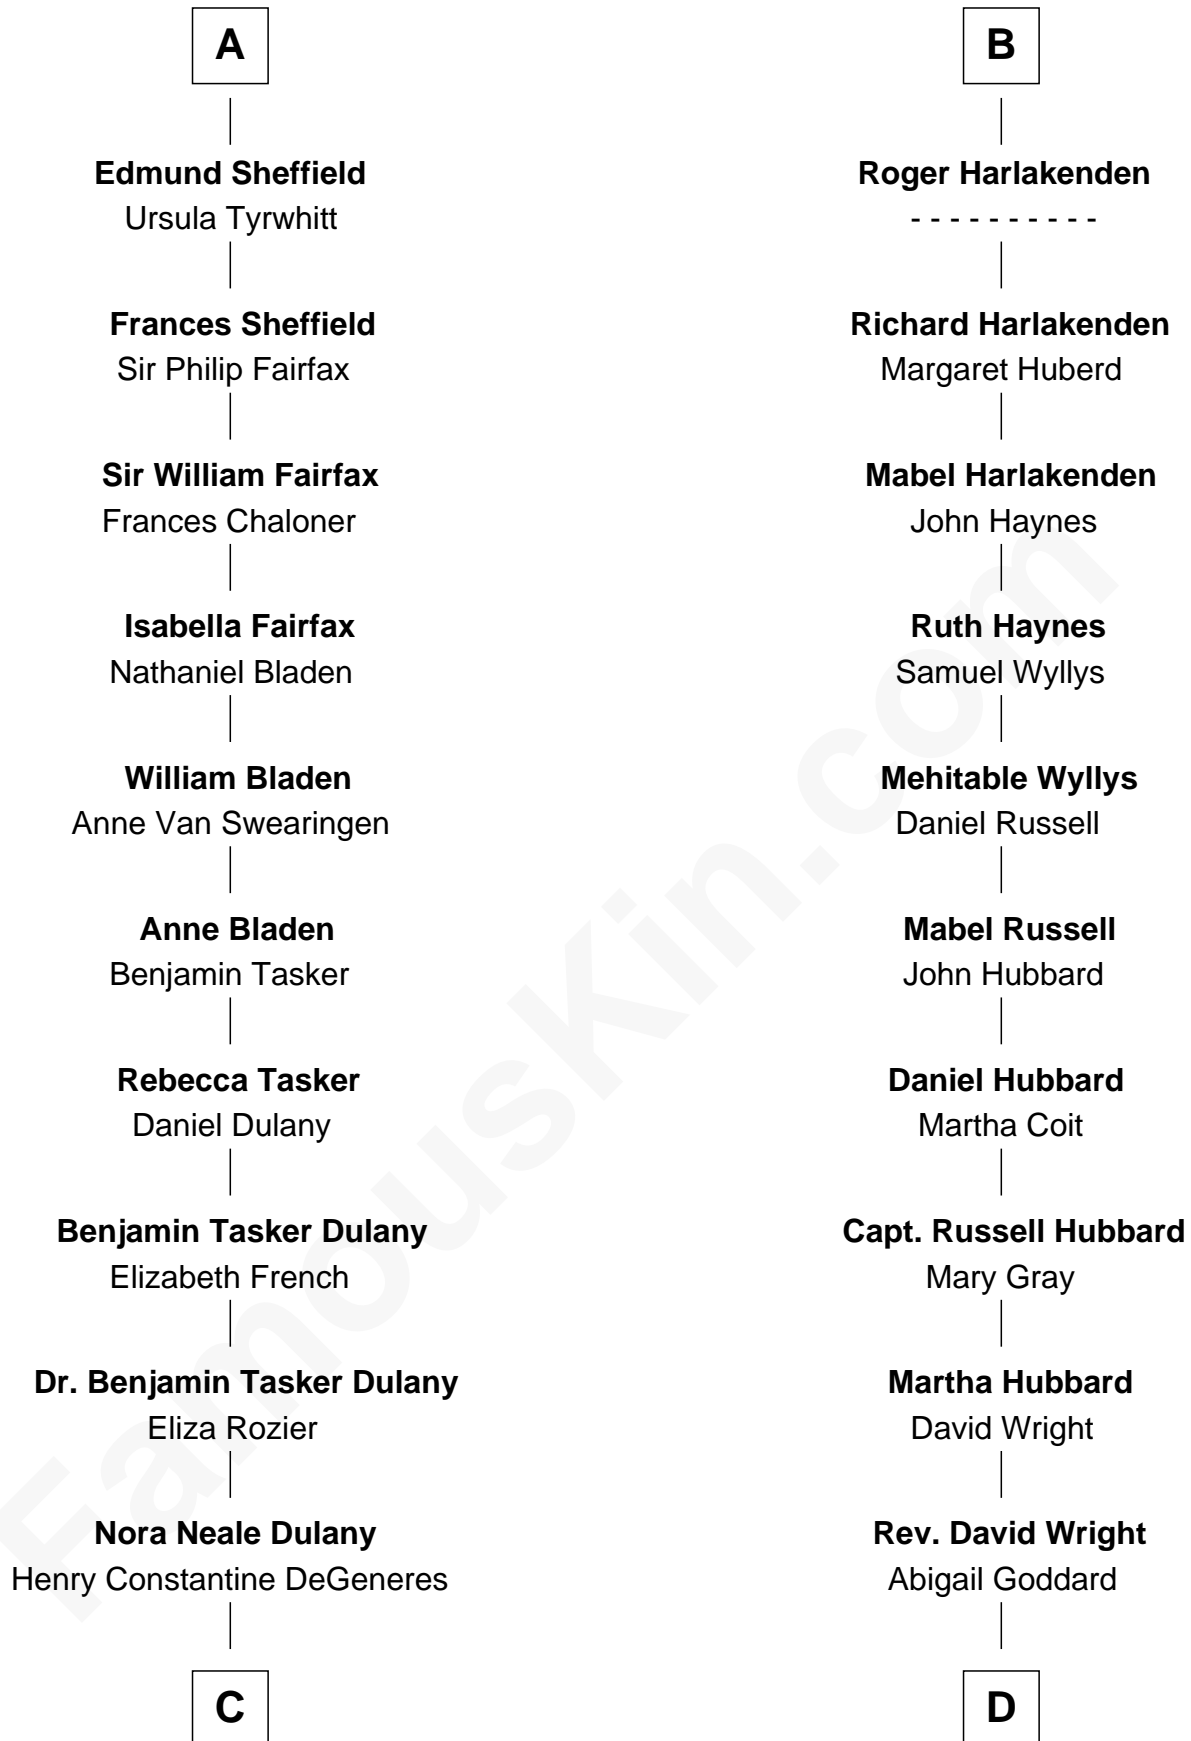 A
Edmund Sheffield
Ursula Tyrwhitt
Frances Sheffield
Sir Philip Fairfax
Sir William Fairfax
Frances Chaloner
Isabella Fairfax
Nathaniel Bladen
William Bladen
Anne Van Swearingen
Anne Bladen
Benjamin Tasker
Rebecca Tasker
Daniel Dulany
Benjamin Tasker Dulany
Elizabeth French
Dr. Benjamin Tasker Dulany
Eliza Rozier
Nora Neale Dulany
Henry Constantine DeGeneres
C
B
Roger Harlakenden
- - - - - - - - - -
Richard Harlakenden
Margaret Huberd
Mabel Harlakenden
John Haynes
Ruth Haynes
Samuel Wyllys
Mehitable Wyllys
Daniel Russell
Mabel Russell
John Hubbard
Daniel Hubbard
Martha Coit
Capt. Russell Hubbard
Mary Gray
Martha Hubbard
David Wright
Rev. David Wright
Abigail Goddard
D
FamousKin.com